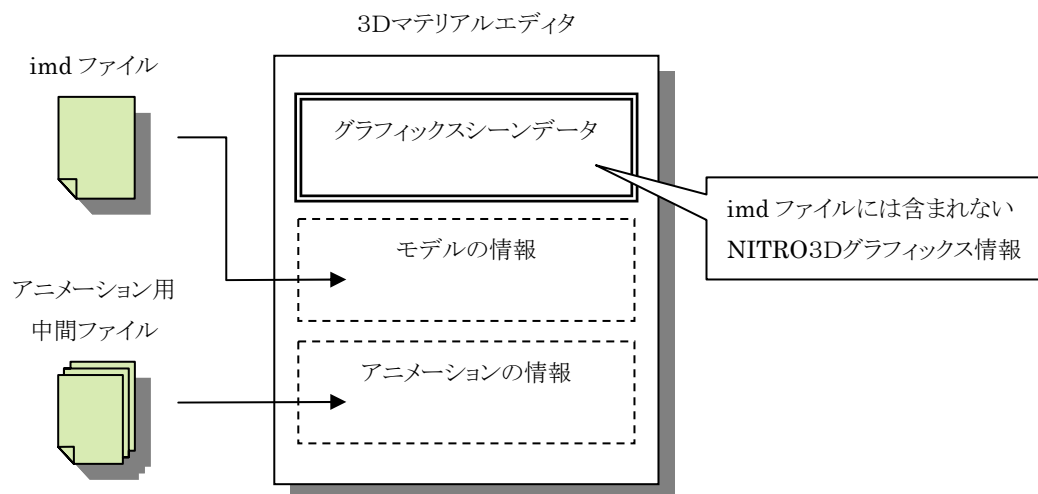 3Dマテリアルエディタ
imd ファイル
グラフィックスシーンデータ
imd ファイルには含まれない
NITRO3Dグラフィックス情報
モデルの情報
アニメーション用
中間ファイル
アニメーションの情報